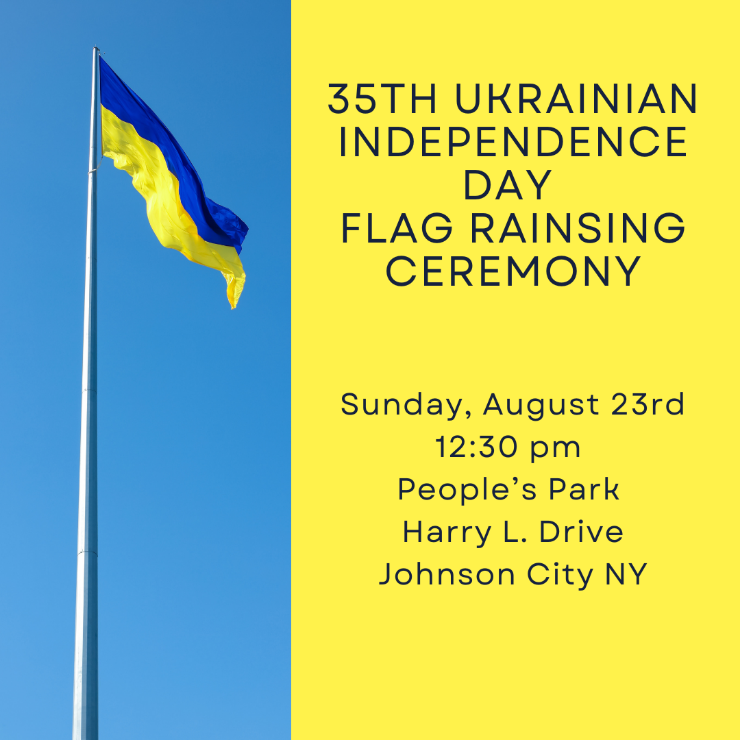 35TH UKRAINIAN
INDEPENDENCE
DAY
FLAG RAINSING
CEREMONY
Sunday, August 23rd
12:30 pm
People’s Park
Harry L. Drive
Johnson City NY